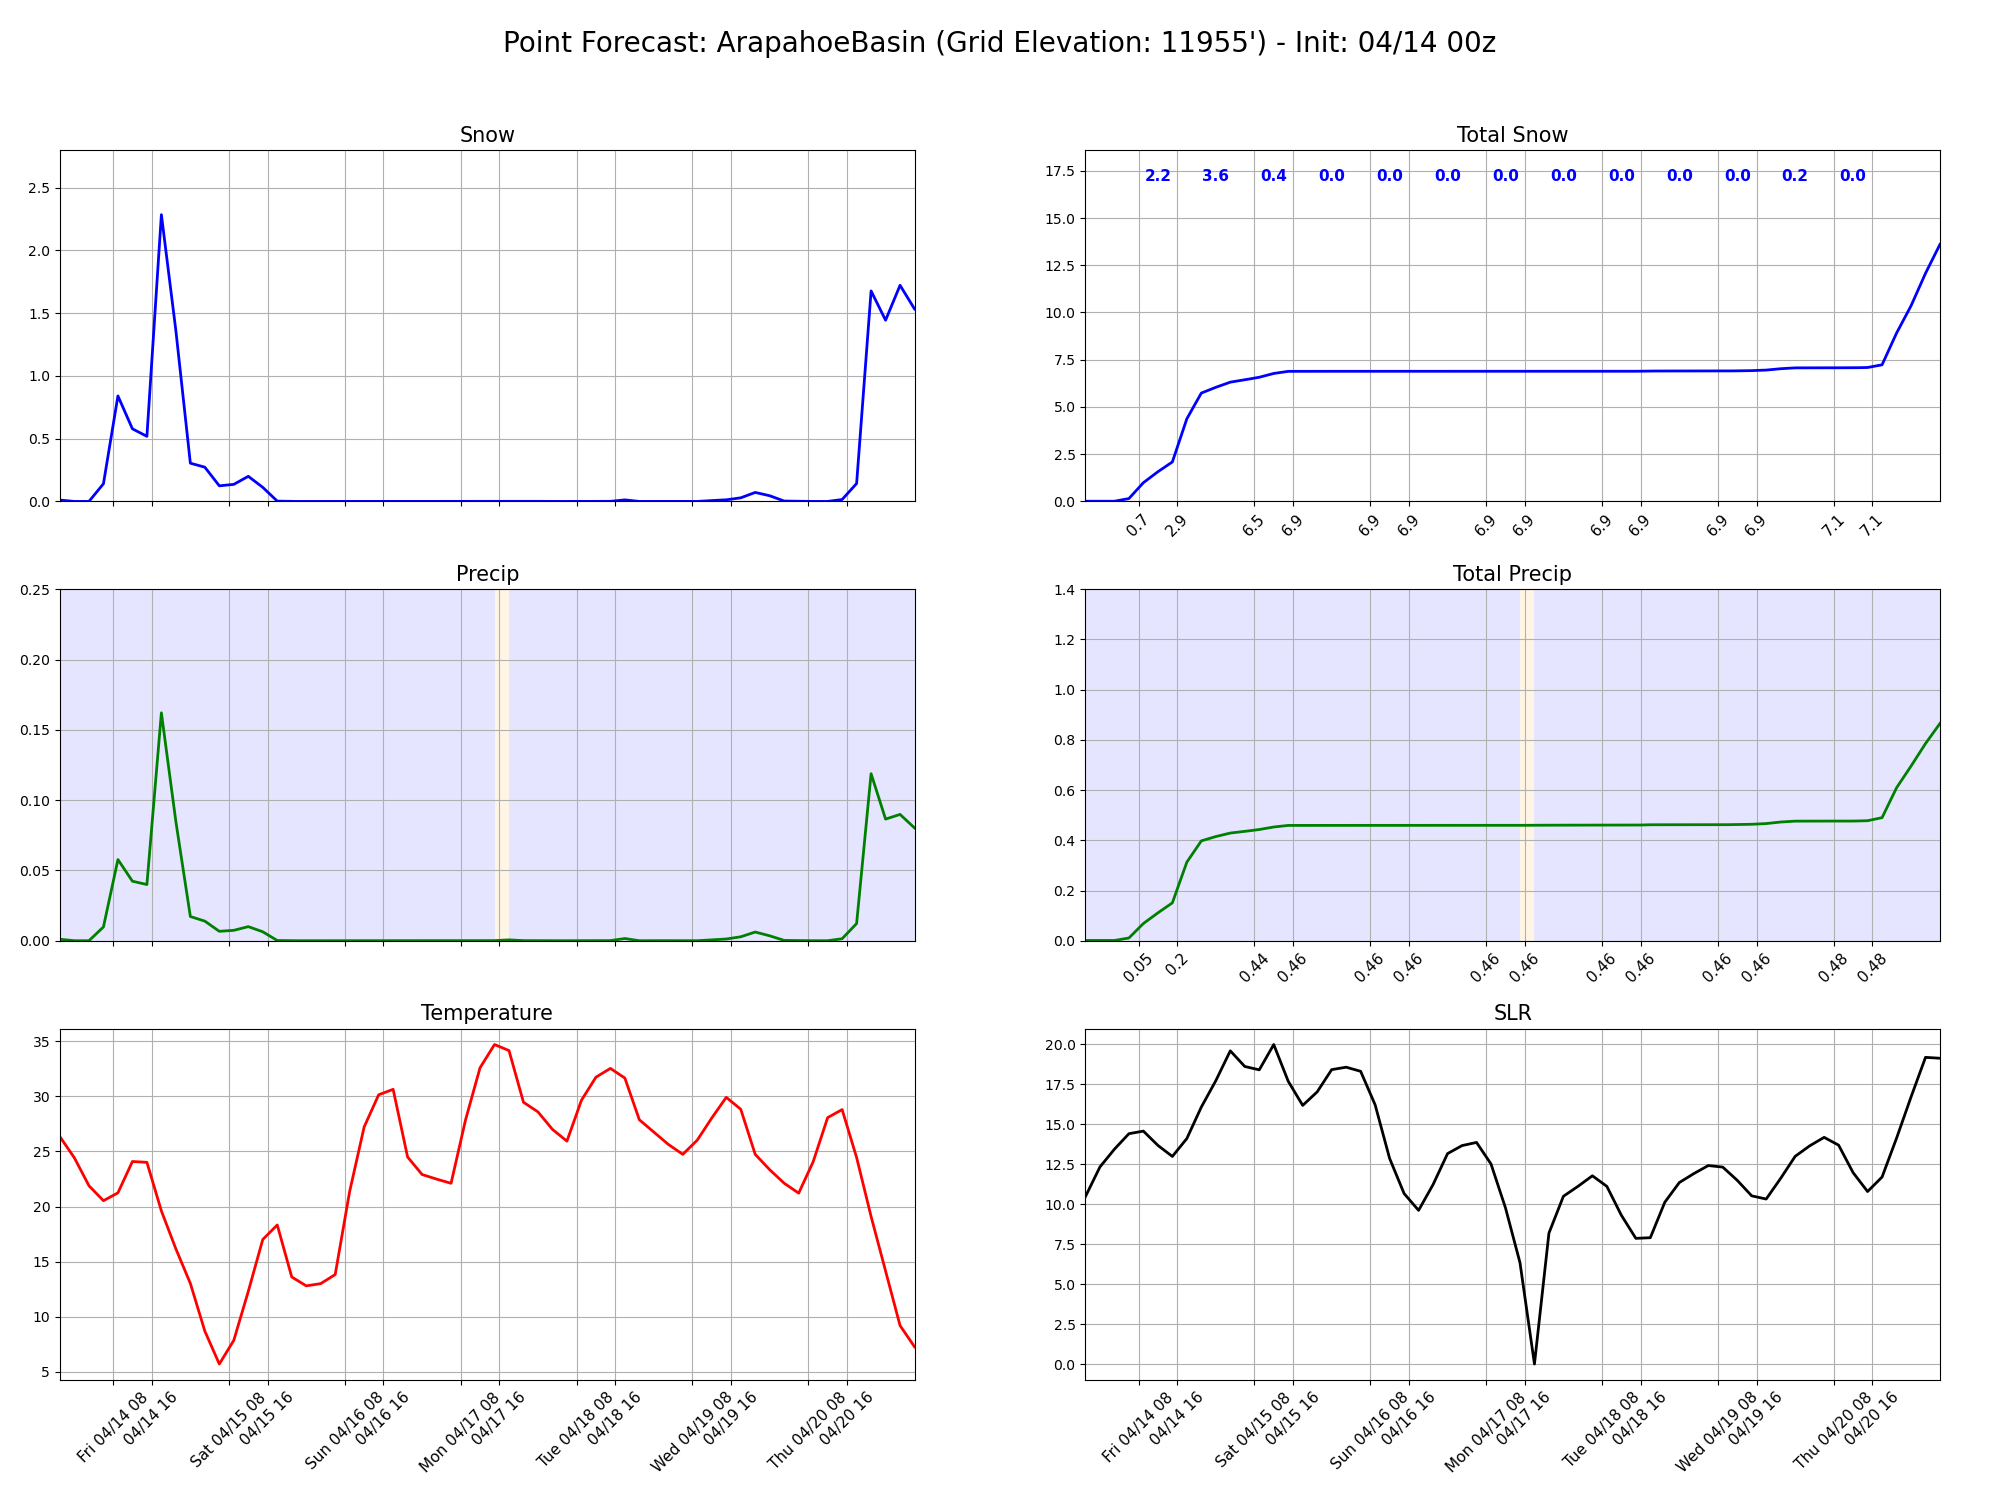 Point Forecast: ArapahoeBasin (Grid Elevation: 11955') - Init: 04/14 00z
Snow
2.5
2.0
1.5
1.0
0.5
0.0
Total Snow
17.5
15.0
12.5
10.0
7.5
5.0
2.5
0.0
2.2 3.6 0.4 0.0 0.0 0.0 0.0 0.0 0.0 0.0 0.0 0.2 0.0
0.7 2.9 6.5 6.9 6.9 6.9 6.9 6.9 6.9 6.9 6.9 6.9 7.1 7.1
Precip
0.25
0.20
0.15
0.10
0.05
0.00
Total Precip
1.4
1.2
1.0
0.8
0.6
0.4
0.2
0.0
0.05 0.2 0.44 0.46 0.46 0.46 0.46 0.46 0.46 0.46 0.46 0.46 0.48 0.48
Temperature
35
30
25
20
15
10
5
Fri 04/14 08
04/14 16
Sat 04/15 08
04/15 16
Sun 04/16 08
04/16 16
Mon 04/17 08
04/17 16
Tue 04/18 08
04/18 16
Wed 04/19 08
04/19 16
Thu 04/20 08
04/20 16
SLR
20.0
17.5
15.0
12.5
10.0
7.5
5.0
2.5
0.0
Fri 04/14 08
04/14 16
Sat 04/15 08
04/15 16
Sun 04/16 08
04/16 16
Mon 04/17 08
04/17 16
Tue 04/18 08
04/18 16
Wed 04/19 08
04/19 16
Thu 04/20 08
04/20 16